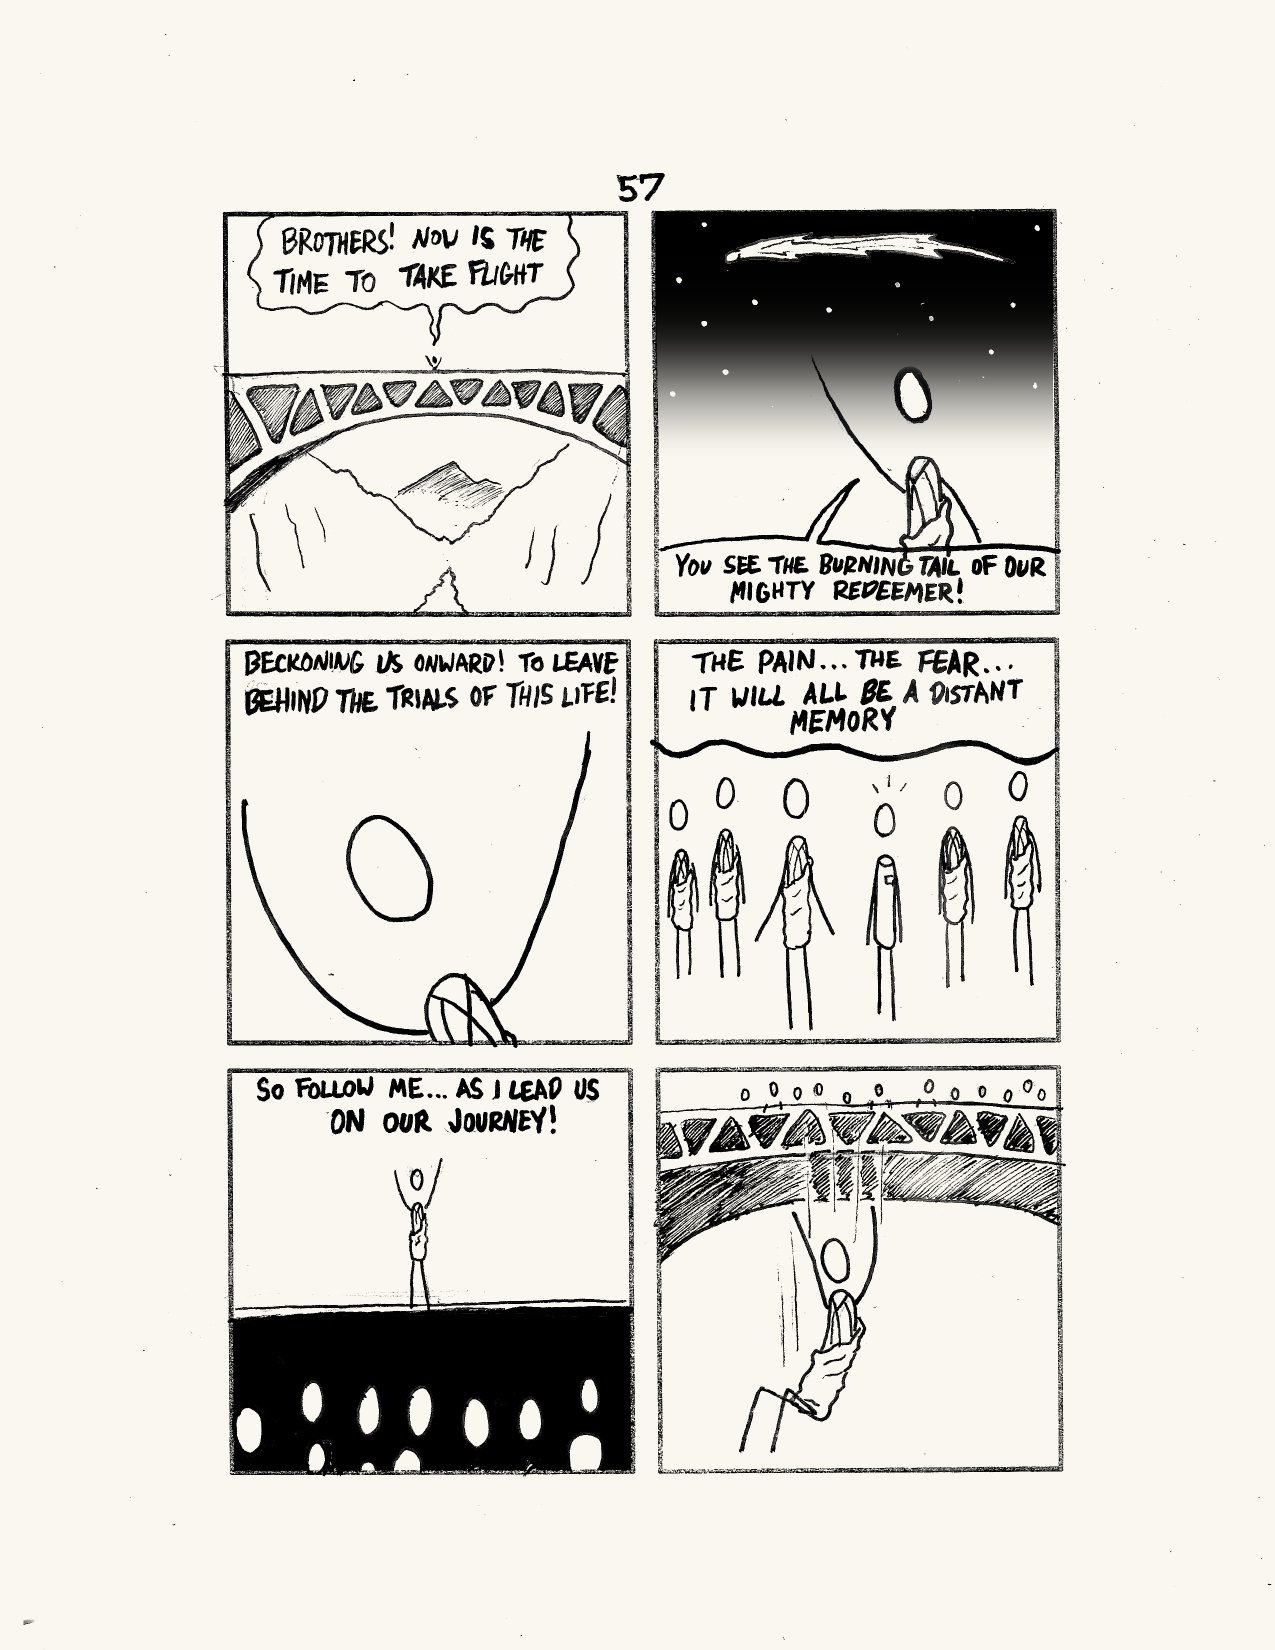 57
BROTHERS! NOW IS THE
TIME TO TAKE FLIGHT
YOU SEE THE BURNING TAIL OF OUR
MIGHTY REDEEMER!
BECKONING US ONWARD! TO LEAVE
BEHIND THE TRIALS OF THIS LIFE!
THE PAIN... THE FEAR...
IT WILL ALL BE A DISTANT
MEMORY
SO FOLLOW ME... AS I LEAD US
ON OUR JOURNEY!